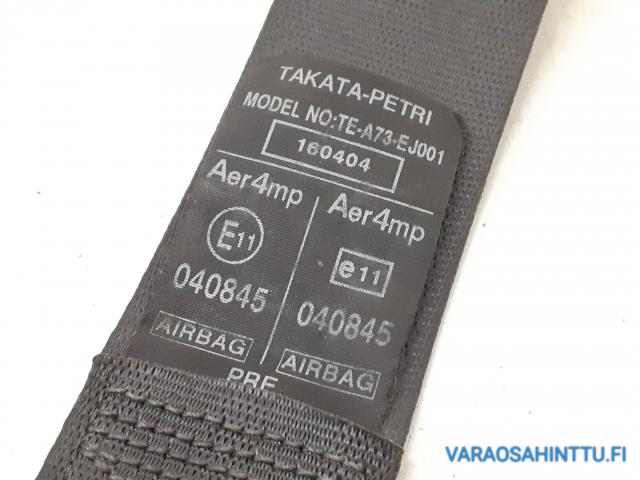 TAKATA-PETRI
MODEL NO:TE-A73-EJ001
160404
Aer4mp
E11
040845
AIRBAG
Aer4mp
e11
040845
AIRBAG
PRE
VARAOSAHINTTU.FI